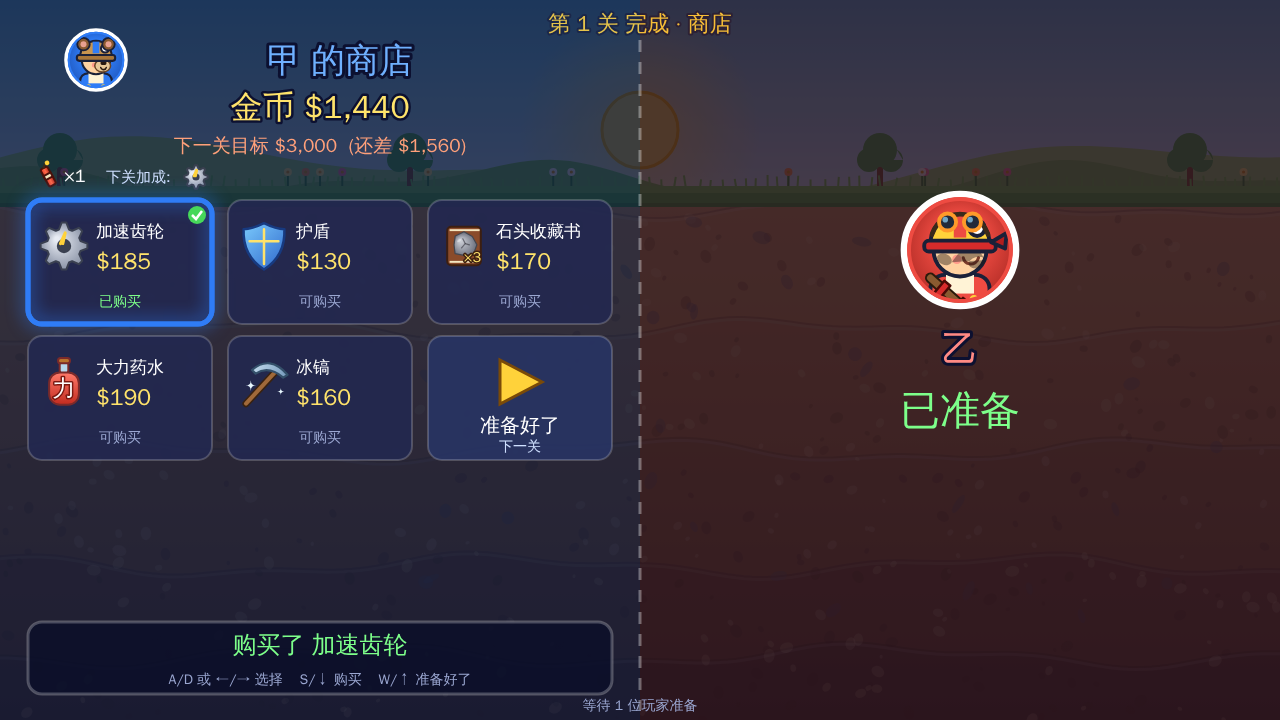 第 1 关 完成 · 商店
甲 的商店
金币 $1,440
下一关目标 $3,000（还差 $1,560）
×1 下关加成:
加速齿轮
$185
已购买
护盾
$130
可购买
石头收藏书
x3
$170
可购买
大力药水
力
$190
可购买
冰镐
$160
可购买
准备好了
下一关
乙
已准备
购买了 加速齿轮
A/D 或 ←/→ 选择 S/↓ 购买 W/↑ 准备好了
等待 1 位玩家准备